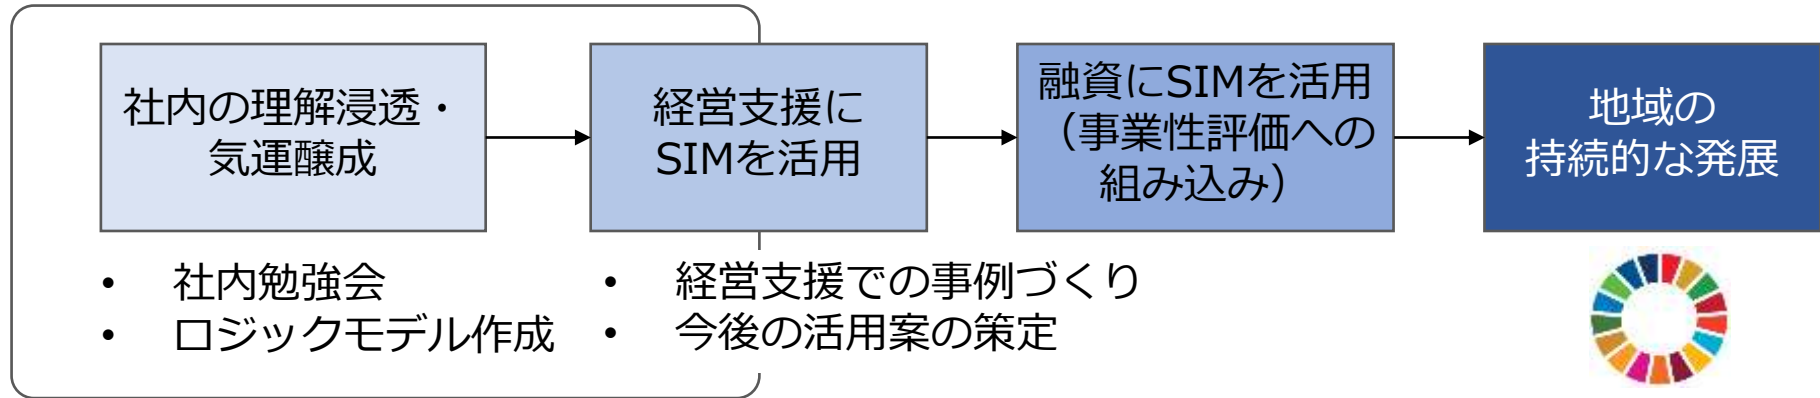 社内の理解浸透・
気運醸成
経営支援に
SIMを活用
融資にSIMを活用
（事業性評価への
組み込み）
地域の
持続的な発展
• 社内勉強会
• ロジックモデル作成
• 経営支援での事例づくり
• 今後の活用案の策定